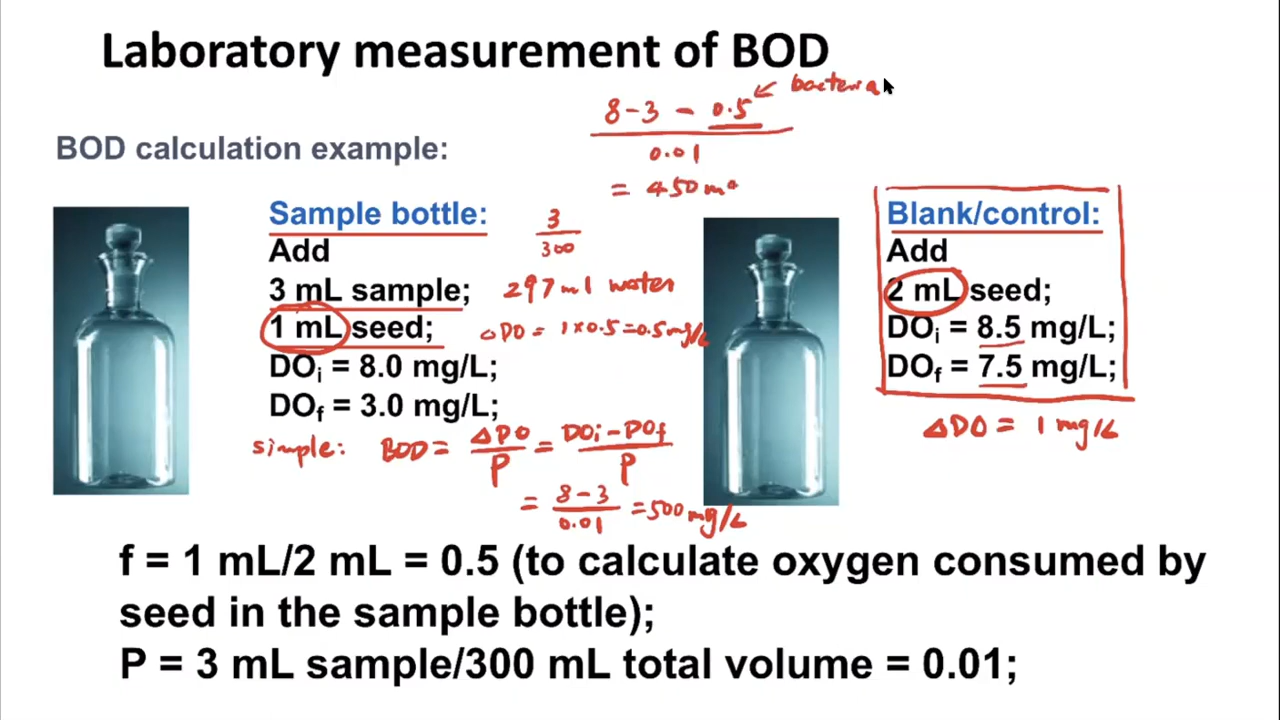 Laboratory measurement of BOD
8-3 - 0.5 ← bacteria
0.01
= 450 m
BOD calculation example:
Sample bottle:
Add
3 mL sample;
1 mL seed;
DOi = 8.0 mg/L;
DOf = 3.0 mg/L;
3
300
297 ml water
ΔDO = 1×0.5=0.5mg/L
simple: BOD = ΔDO/P = DOi-DOf/P
= 8-3/0.01 = 500 mg/L
Blank/control:
Add
2 mL seed;
DOi = 8.5 mg/L;
DOf = 7.5 mg/L;
ΔDO = 1 mg/L
f = 1 mL/2 mL = 0.5 (to calculate oxygen consumed by
seed in the sample bottle);
P = 3 mL sample/300 mL total volume = 0.01;